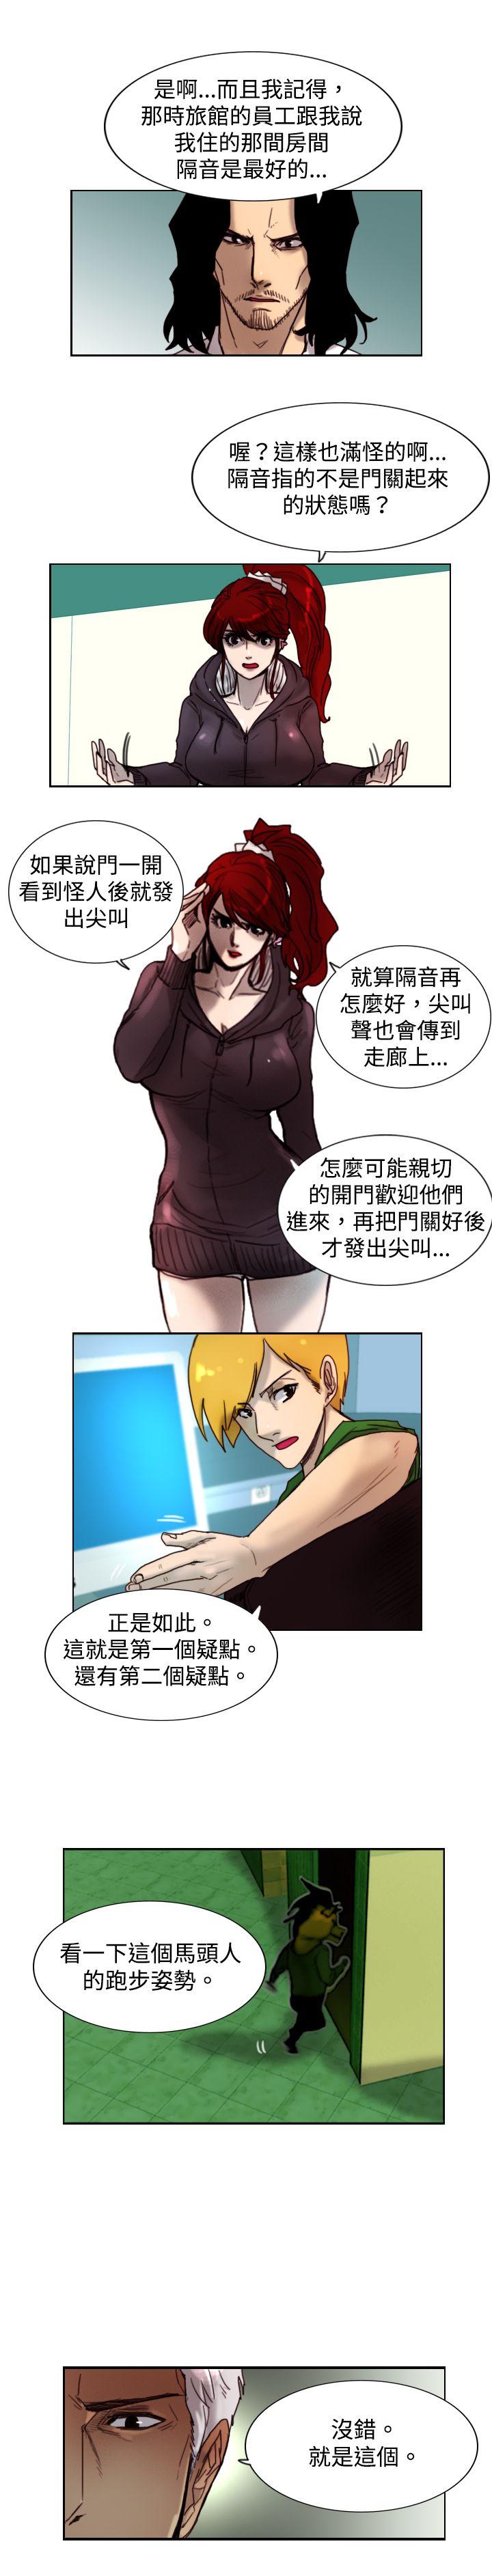 是啊...而且我記得，
那時旅館的員工跟我說
我住的那間房間
隔音是最好的...
喔？這樣也滿怪的啊...
隔音指的不是門關起來
的狀態嗎？
如果說門一開
看到怪人後就發
出尖叫
就算隔音再
怎麼好，尖叫
聲也會傳到
走廊上...
怎麼可能親切
的開門歡迎他們
進來，再把門關好後
才發出尖叫...
正是如此。
這就是第一個疑點。
還有第二個疑點。
看一下這個馬頭人
的跑步姿勢。
沒錯。
就是這個。